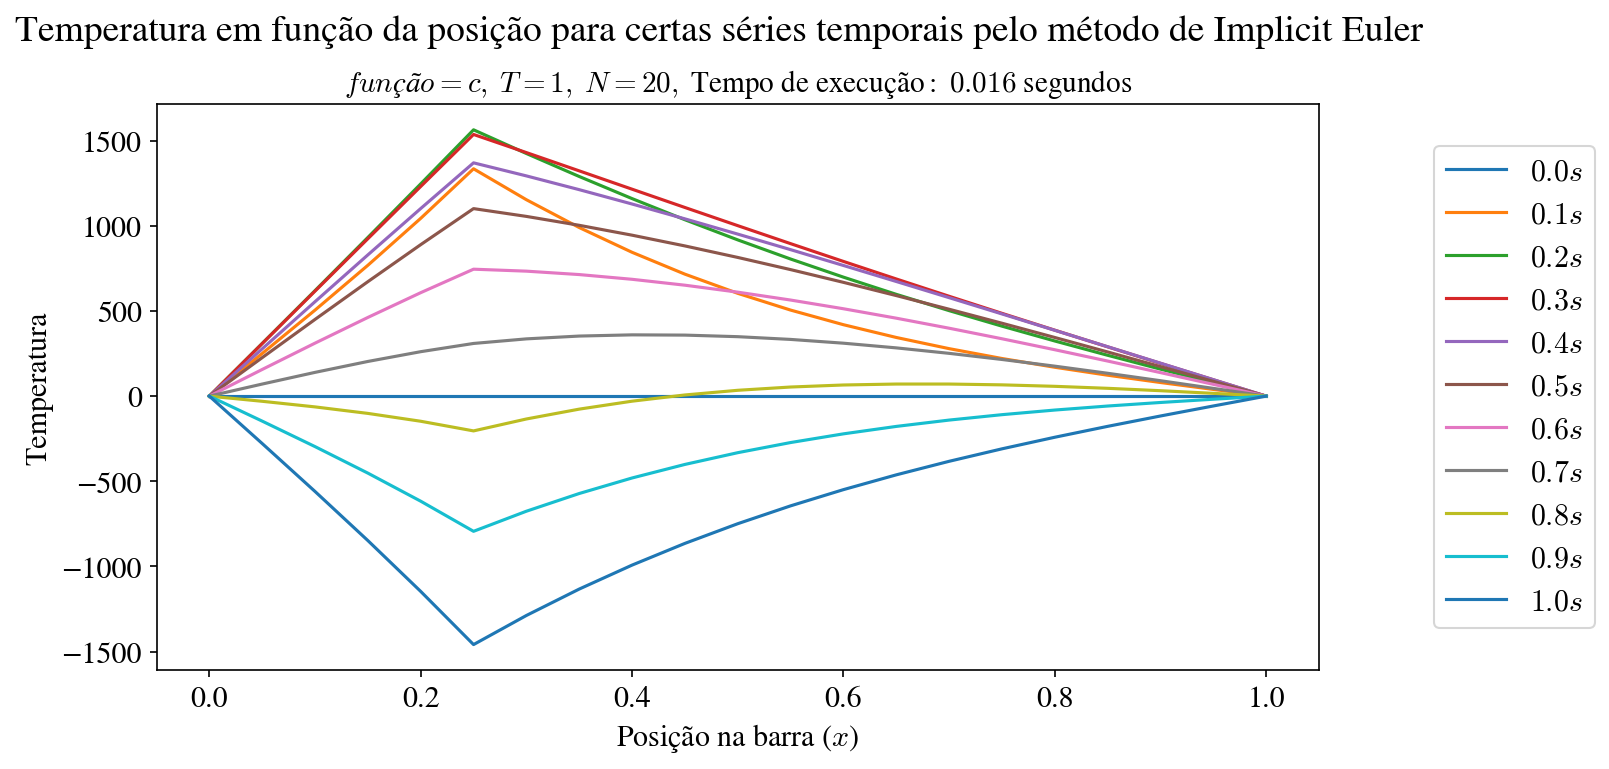 Temperatura em função da posição para certas séries temporais pelo método de Implicit Euler
função = c, T = 1, N = 20, Tempo de execução : 0.016 segundos
1500
1000
500
0
−500
−1000
−1500
Temperatura
0.0
0.2
0.4
0.6
0.8
1.0
Posição na barra (x)
0.0s
0.1s
0.2s
0.3s
0.4s
0.5s
0.6s
0.7s
0.8s
0.9s
1.0s